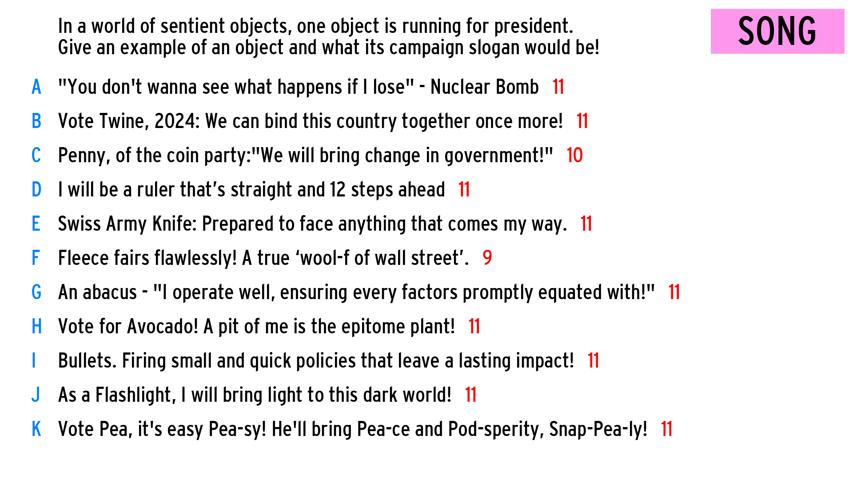 In a world of sentient objects, one object is running for president.
Give an example of an object and what its campaign slogan would be!
SONG
A "You don't wanna see what happens if I lose" - Nuclear Bomb 11
B Vote Twine, 2024: We can bind this country together once more! 11
C Penny, of the coin party:"We will bring change in government!" 10
D I will be a ruler that's straight and 12 steps ahead 11
E Swiss Army Knife: Prepared to face anything that comes my way. 11
F Fleece fairs flawlessly! A true ‘wool-f of wall street’. 9
G An abacus - "I operate well, ensuring every factors promptly equated with!" 11
H Vote for Avocado! A pit of me is the epitome plant! 11
I Bullets. Firing small and quick policies that leave a lasting impact! 11
J As a Flashlight, I will bring light to this dark world! 11
K Vote Pea, it's easy Pea-sy! He'll bring Pea-ce and Pod-sperity, Snap-Pea-ly! 11